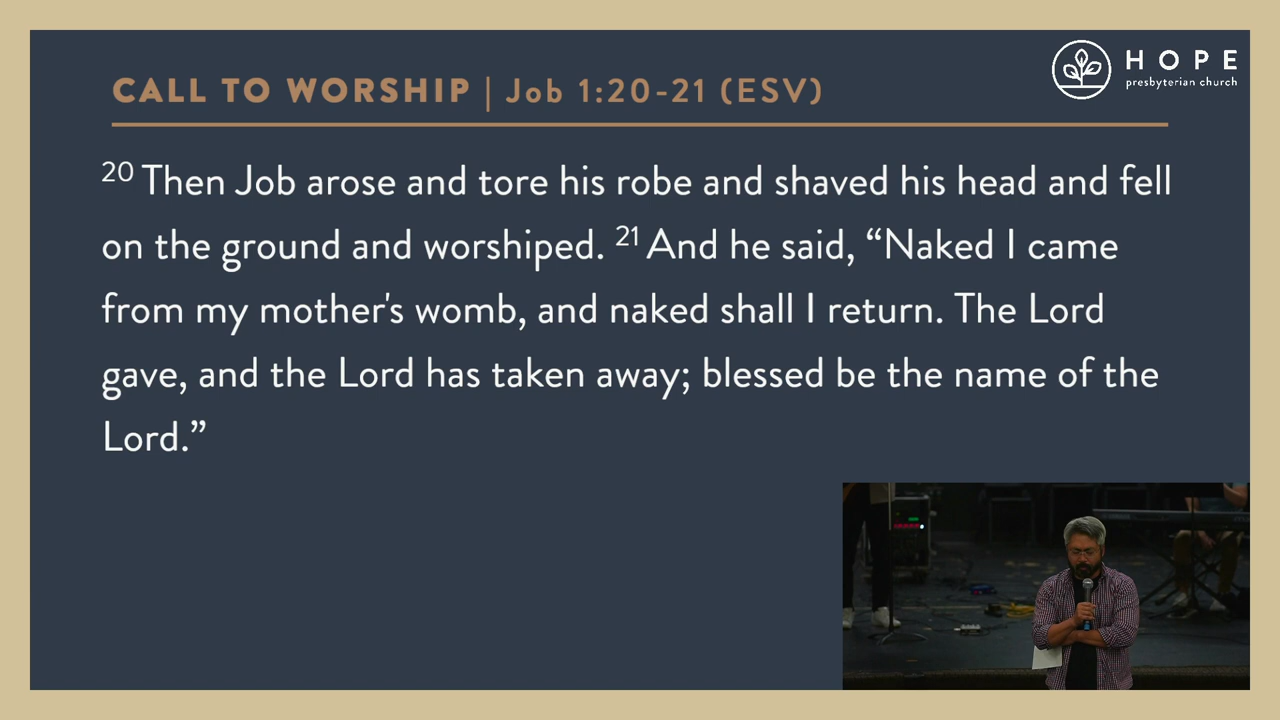 CALL TO WORSHIP | Job 1:20-21 (ESV)
HOPE
presbyterian church
20 Then Job arose and tore his robe and shaved his head and fell
on the ground and worshiped. 21 And he said, “Naked I came
from my mother's womb, and naked shall I return. The Lord
gave, and the Lord has taken away; blessed be the name of the
Lord.”